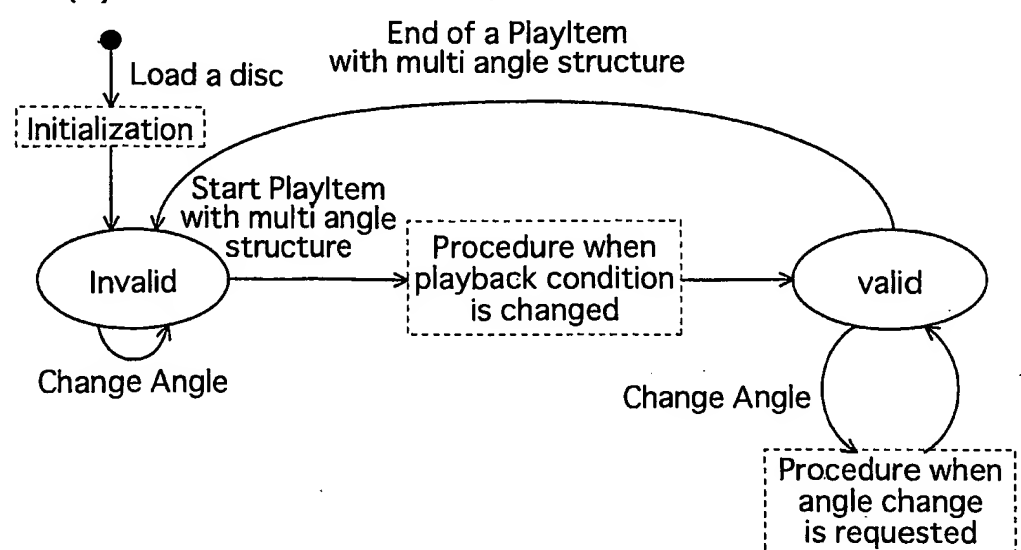 End of a PlayItem
with multi angle structure
Load a disc
Initialization
Start PlayItem
with multi angle
structure
Procedure when
playback condition
is changed
Invalid
valid
Change Angle
Change Angle
Procedure when
angle change
is requested